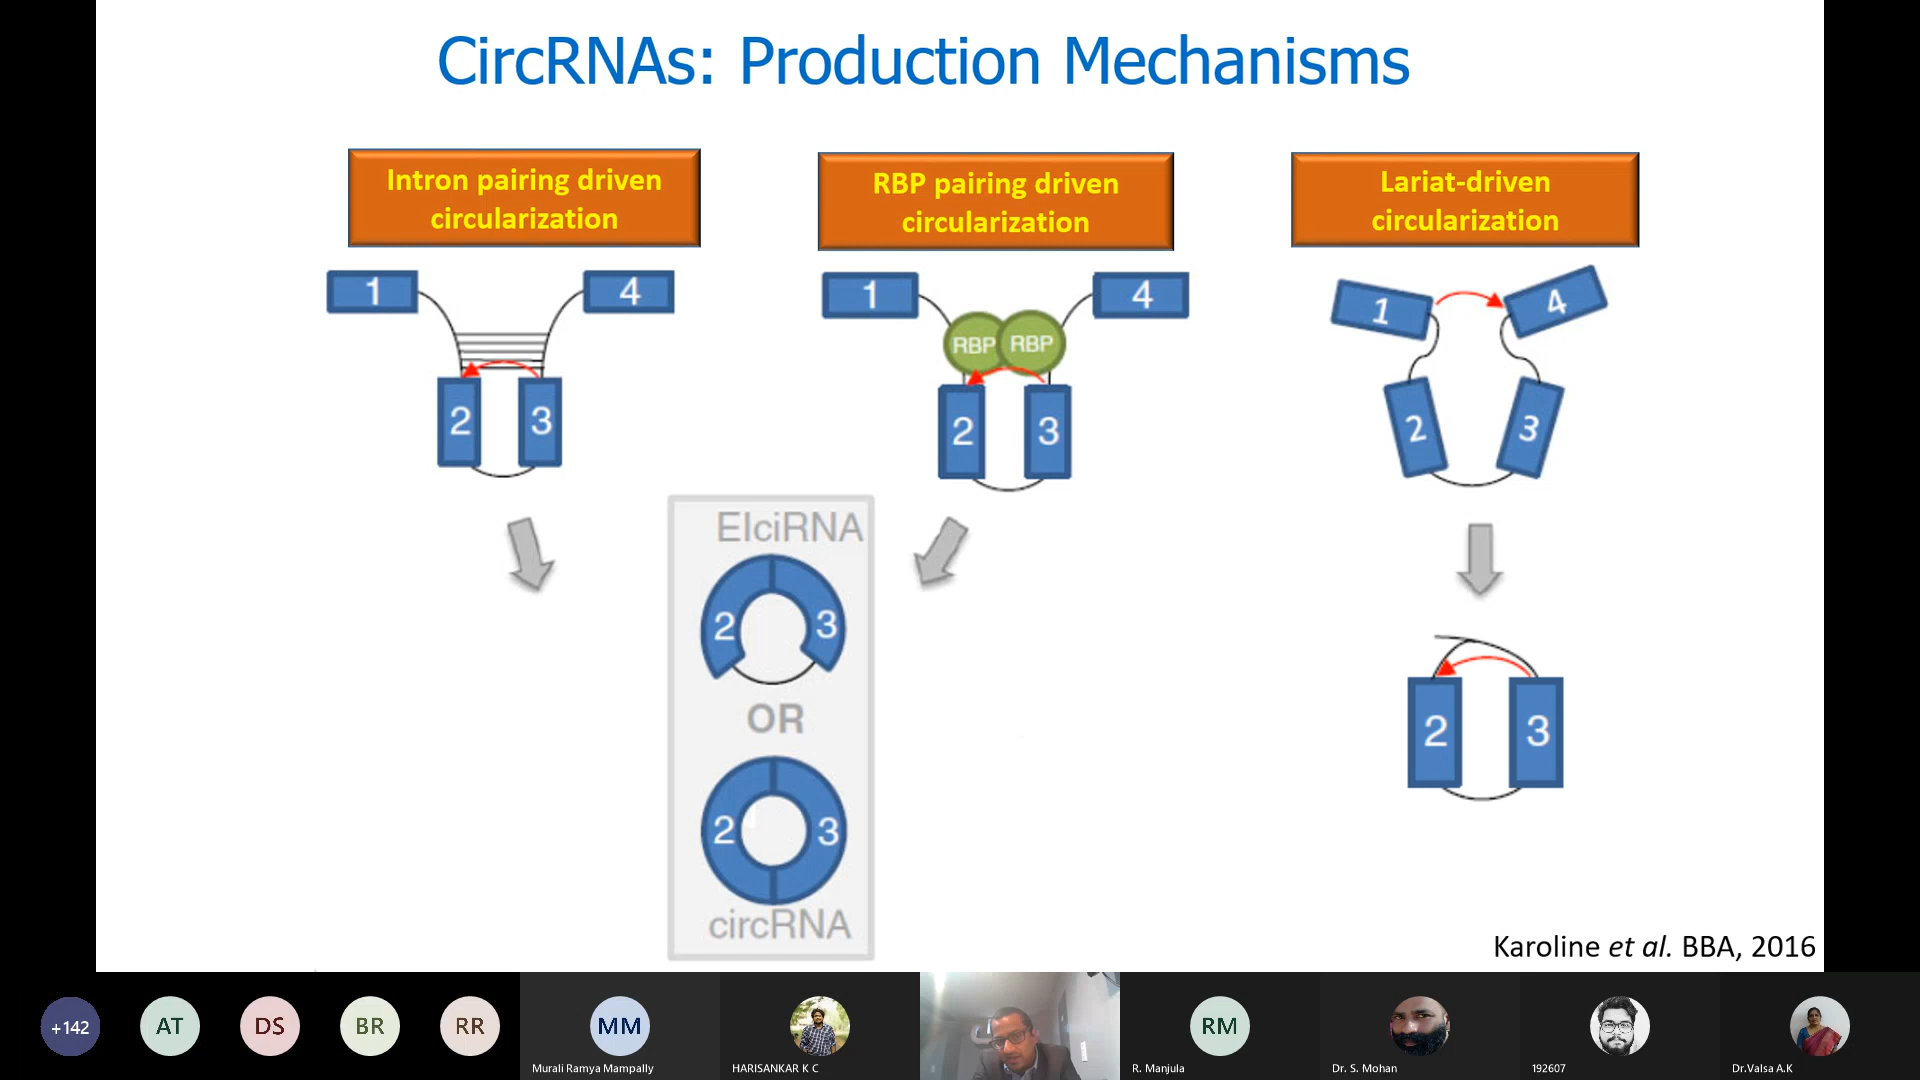 CircRNAs: Production Mechanisms
Intron pairing driven
circularization
RBP pairing driven
circularization
Lariat-driven
circularization
1
4
2
3
1
4
RBP
RBP
2
3
1
4
2
3
EIciRNA
2
3
OR
2
3
circRNA
2
3
Karoline et al. BBA, 2016
+142
AT
DS
BR
RR
MM
RM
Murali Ramya Mampally
HARISANKAR K C
R. Manjula
Dr. S. Mohan
192607
Dr.Valsa A.K